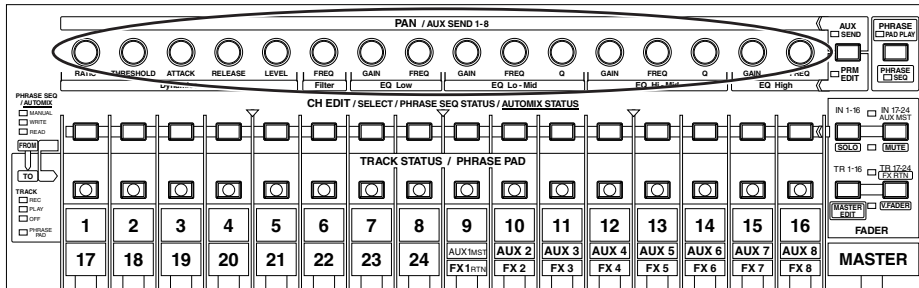 PAN / AUX SEND 1-8
AUX SEND
PHRASE
PAD PLAY
RATIO THRESHOLD ATTACK RELEASE LEVEL FREQ GAIN FREQ GAIN FREQ Q GAIN FREQ Q GAIN FREQ
PRM EDIT
PHRASE
SEQ
Dynamics Filter EQ Low EQ Lo - Mid EQ Hi - Mid EQ High
PHRASE SEQ
/ AUTOMIX
MANUAL
WRITE
READ
FROM
TO
CH EDIT / SELECT / PHRASE SEQ STATUS / AUTOMIX STATUS
IN 1-16 IN 17-24
AUX MST
SOLO MUTE
TRACK STATUS / PHRASE PAD
TR 1-16 TR 17-24
FX RTN
MASTER EDIT V.FADER
TRACK
REC
PLAY
OFF
PHRASE PAD
FADER
1 2 3 4 5 6 7 8 9 10 11 12 13 14 15 16
17 18 19 20 21 22 23 24 AUX1MST AUX 2 AUX 3 AUX 4 AUX 5 AUX 6 AUX 7 AUX 8
FX1RTN FX 2 FX 3 FX 4 FX 5 FX 6 FX 7 FX 8
MASTER